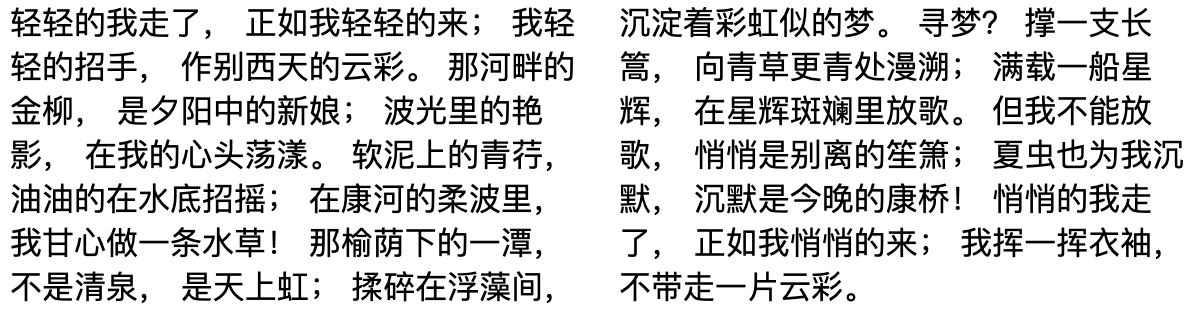 轻轻的我走了， 正如我轻轻的来； 我轻
轻的招手， 作别西天的云彩。 那河畔的
金柳， 是夕阳中的新娘； 波光里的艳
影， 在我的心头荡漾。 软泥上的青荇，
油油的在水底招摇； 在康河的柔波里，
我甘心做一条水草！ 那榆荫下的一潭，
不是清泉， 是天上虹； 揉碎在浮藻间，
沉淀着彩虹似的梦。 寻梦？ 撑一支长
篙， 向青草更青处漫溯； 满载一船星
辉， 在星辉斑斓里放歌。 但我不能放
歌， 悄悄是别离的笙箫； 夏虫也为我沉
默， 沉默是今晚的康桥！ 悄悄的我走
了， 正如我悄悄的来； 我挥一挥衣袖，
不带走一片云彩。